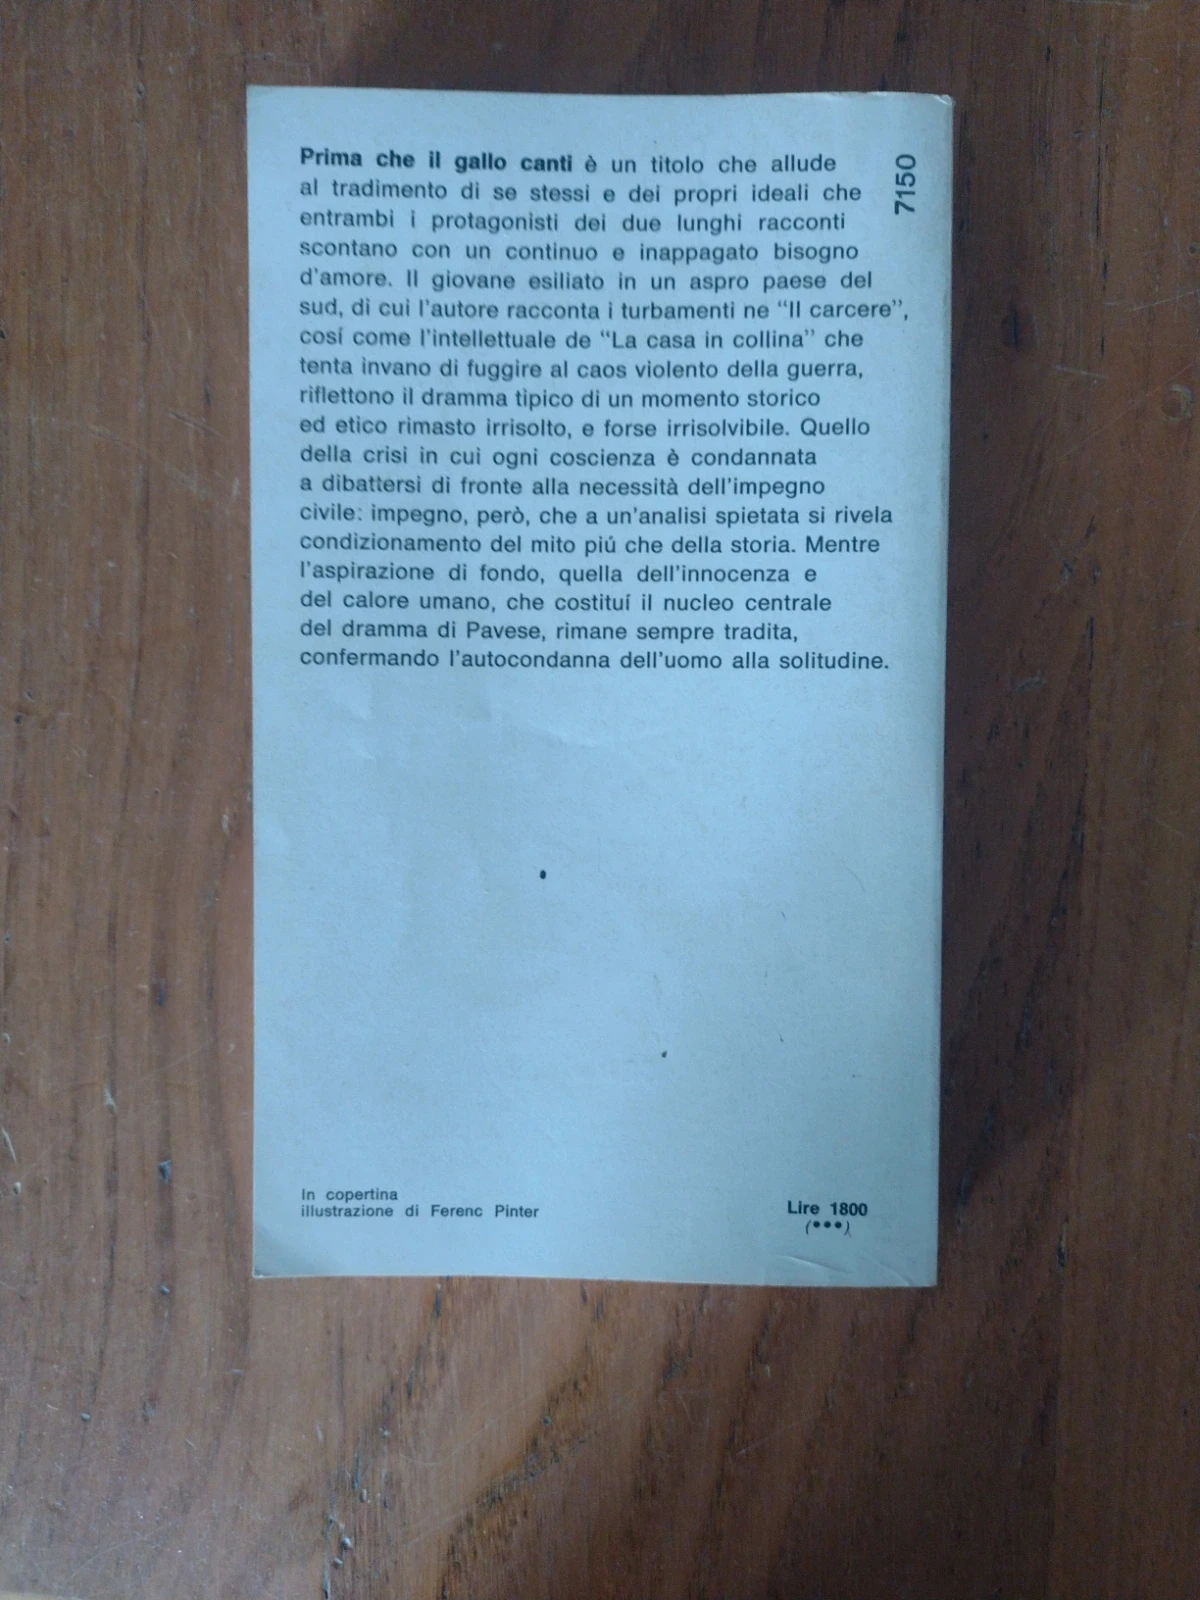 Prima che il gallo canti è un titolo che allude
al tradimento di se stessi e dei propri ideali che
entrambi i protagonisti dei due lunghi racconti
scontano con un continuo e inappagato bisogno
d'amore. Il giovane esiliato in un aspro paese del
sud, di cui l'autore racconta i turbamenti ne “Il carcere”,
cosí come l'intellettuale de “La casa in collina” che
tenta invano di fuggire al caos violento della guerra,
riflettono il dramma tipico di un momento storico
ed etico rimasto irrisolto, e forse irrisolvibile. Quello
della crisi in cui ogni coscienza è condannata
a dibattersi di fronte alla necessità dell'impegno
civile: impegno, però, che a un'analisi spietata si rivela
condizionamento del mito piú che della storia. Mentre
l'aspirazione di fondo, quella dell'innocenza e
del calore umano, che costituí il nucleo centrale
del dramma di Pavese, rimane sempre tradita,
confermando l'autocondanna dell'uomo alla solitudine.
7150
In copertina
illustrazione di Ferenc Pinter
Lire 1800
(•••)